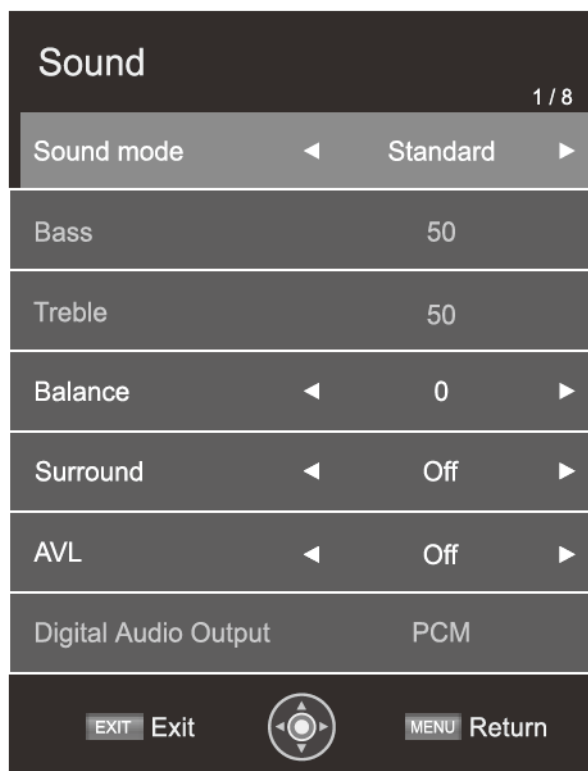 Sound
1 / 8
Sound mode ◄ Standard ►
Bass 50
Treble 50
Balance ◄ 0 ►
Surround ◄ Off ►
AVL ◄ Off ►
Digital Audio Output PCM
EXIT Exit MENU Return